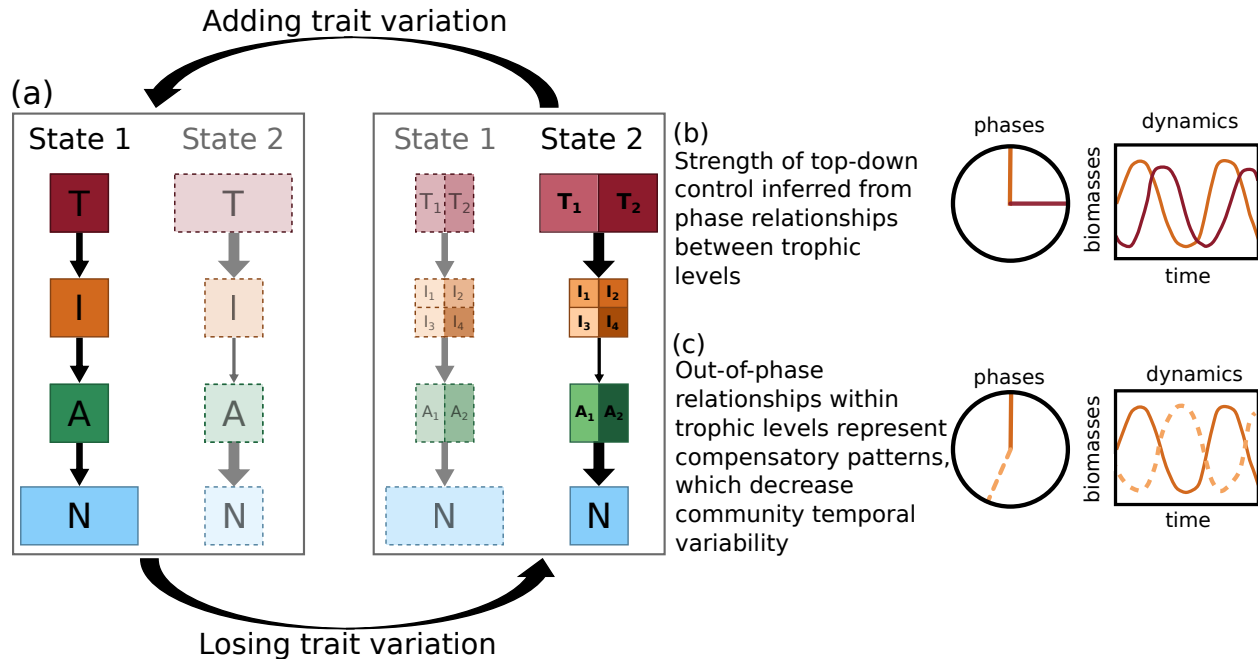 Adding trait variation
(a)
State 1
State 2
T
T
I
I
A
A
N
N
State 1
State 2
T1 T2
T1 T2
I1 I2
I3 I4
I1 I2
I3 I4
A1 A2
A1 A2
N
N
Losing trait variation
(b)
Strength of top-down
control inferred from
phase relationships
between trophic
levels
phases
dynamics
biomasses
time
(c)
Out-of-phase
relationships within
trophic levels represent
compensatory patterns,
which decrease
community temporal
variability
phases
dynamics
biomasses
time